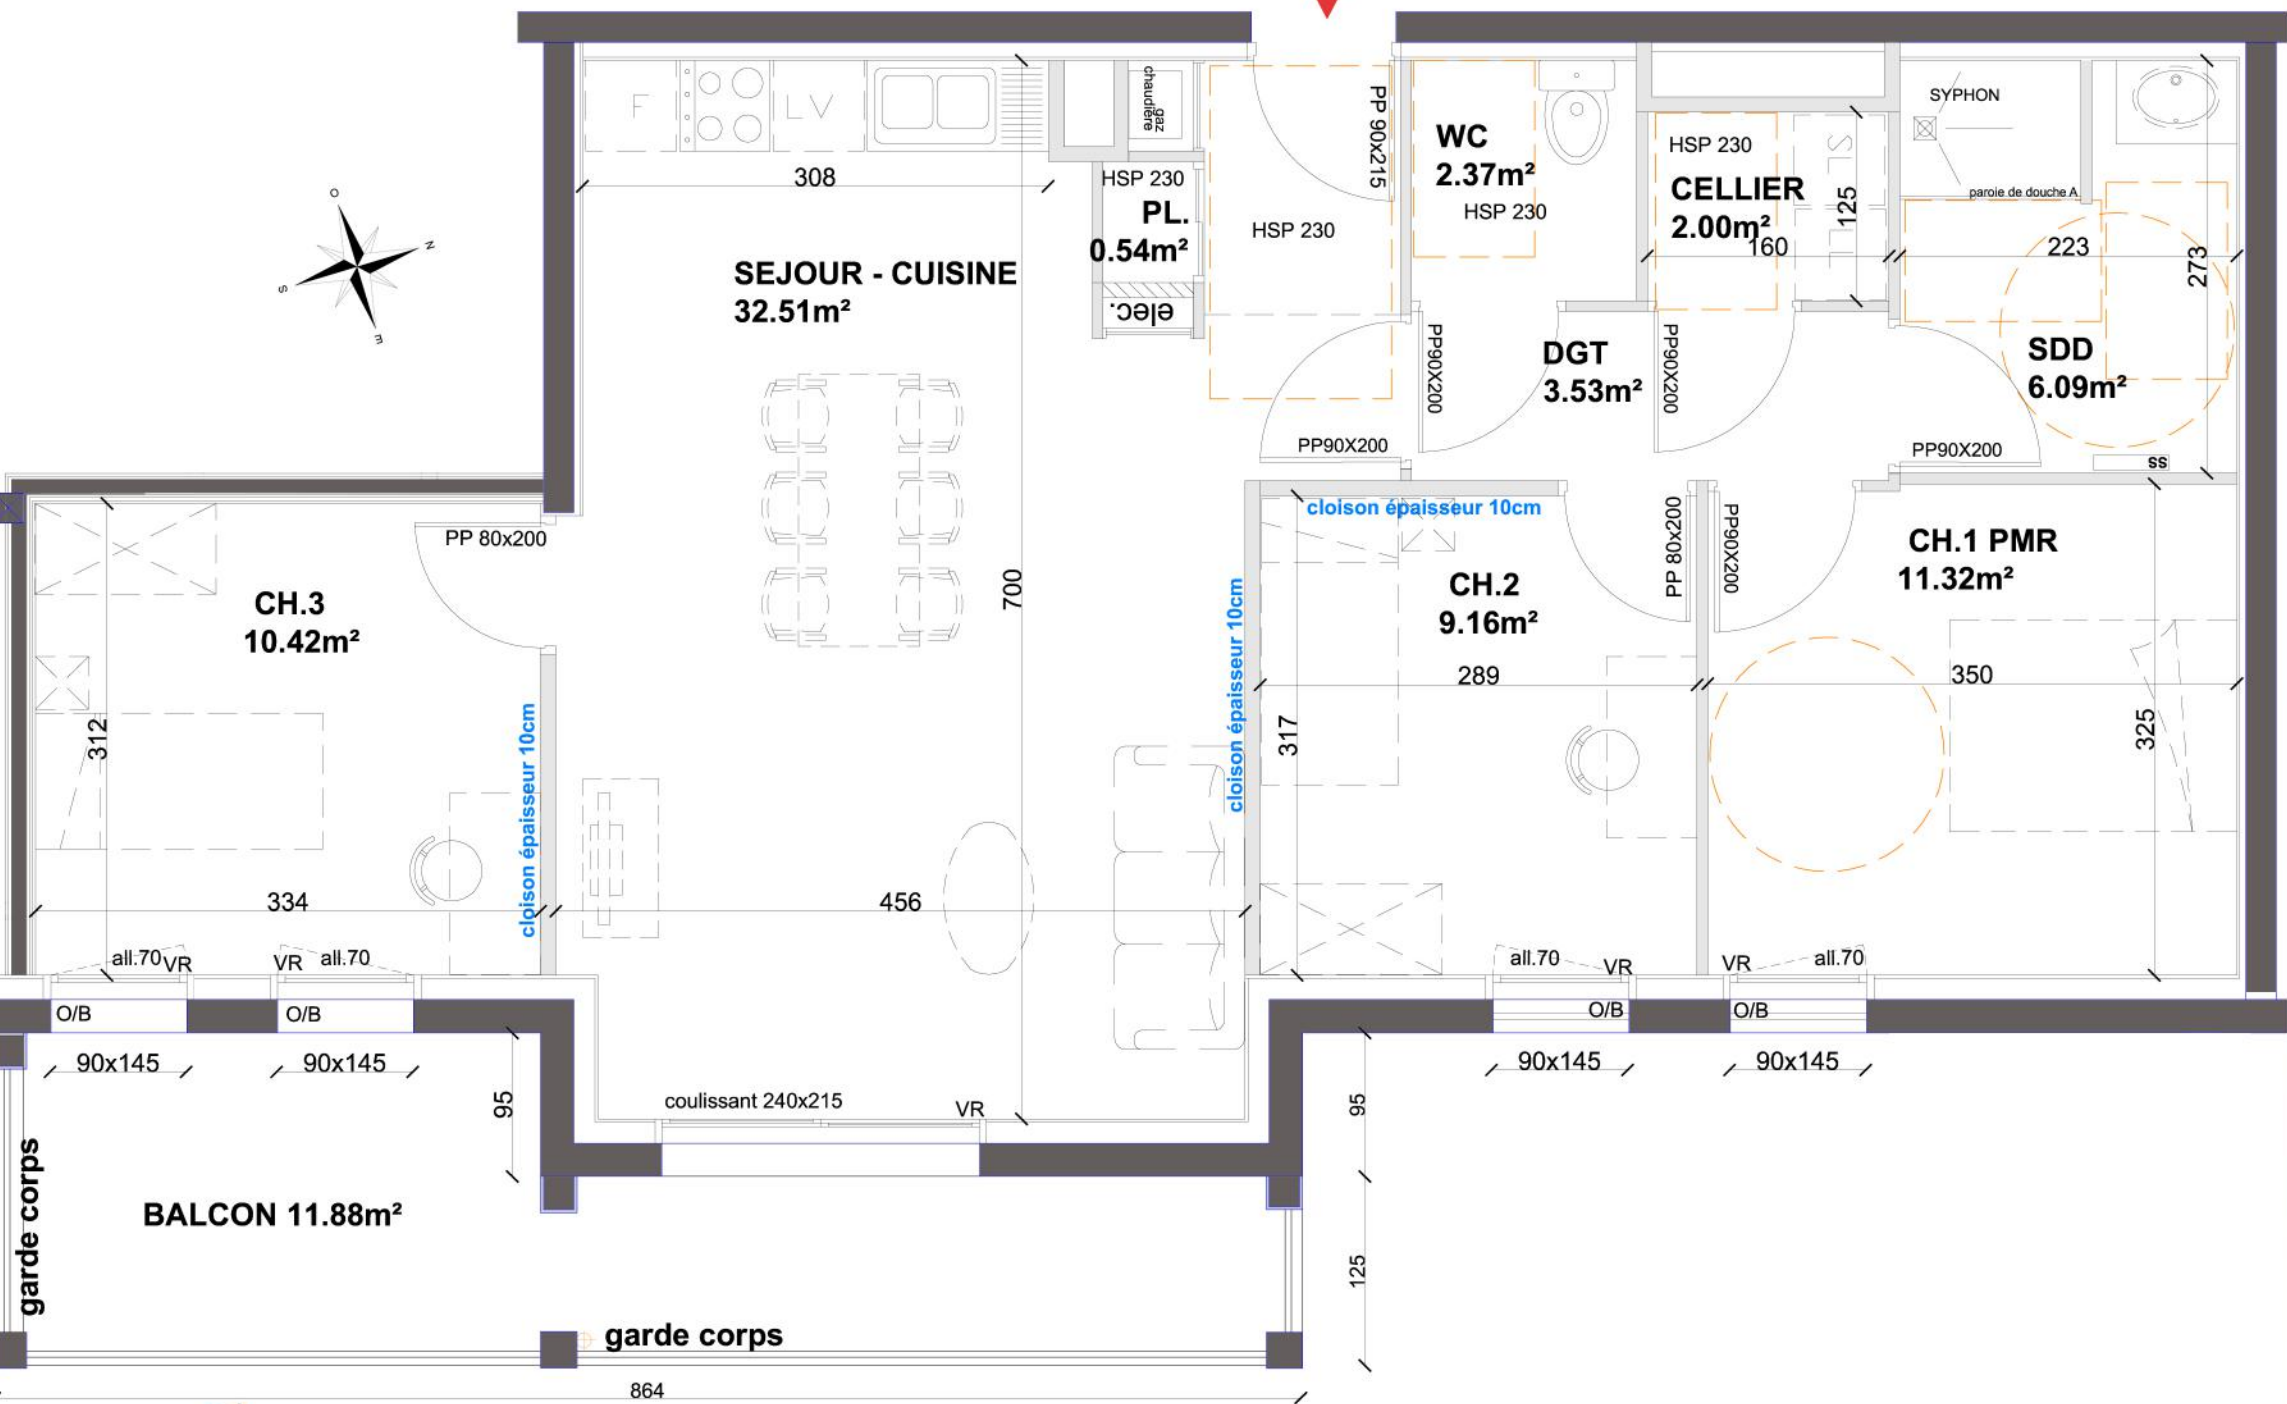 chaudière
gaz
PP 90x215
F
LV
308
HSP 230
PL.
0.54m²
elec.
HSP 230
WC
2.37m²
HSP 230
HSP 230
CELLIER
2.00m²
160
125
SL
LL
SYPHON
paroie de douche A
223
273
O
N
S
E
SEJOUR - CUISINE
32.51m²
DGT
3.53m²
SDD
6.09m²
PP90X200
PP90X200
PP90X200
PP90X200
SS
PP 80x200
cloison épaisseur 10cm
CH.3
10.42m²
312
334
cloison épaisseur 10cm
700
456
cloison épaisseur 10cm
CH.2
9.16m²
289
317
PP 80x200
PP90X200
CH.1 PMR
11.32m²
350
325
all.70
VR
VR
all.70
all.70
VR
VR
all.70
O/B
O/B
O/B
O/B
90x145
90x145
90x145
90x145
95
95
coulissant 240x215
VR
BALCON 11.88m²
garde corps
garde corps
125
864